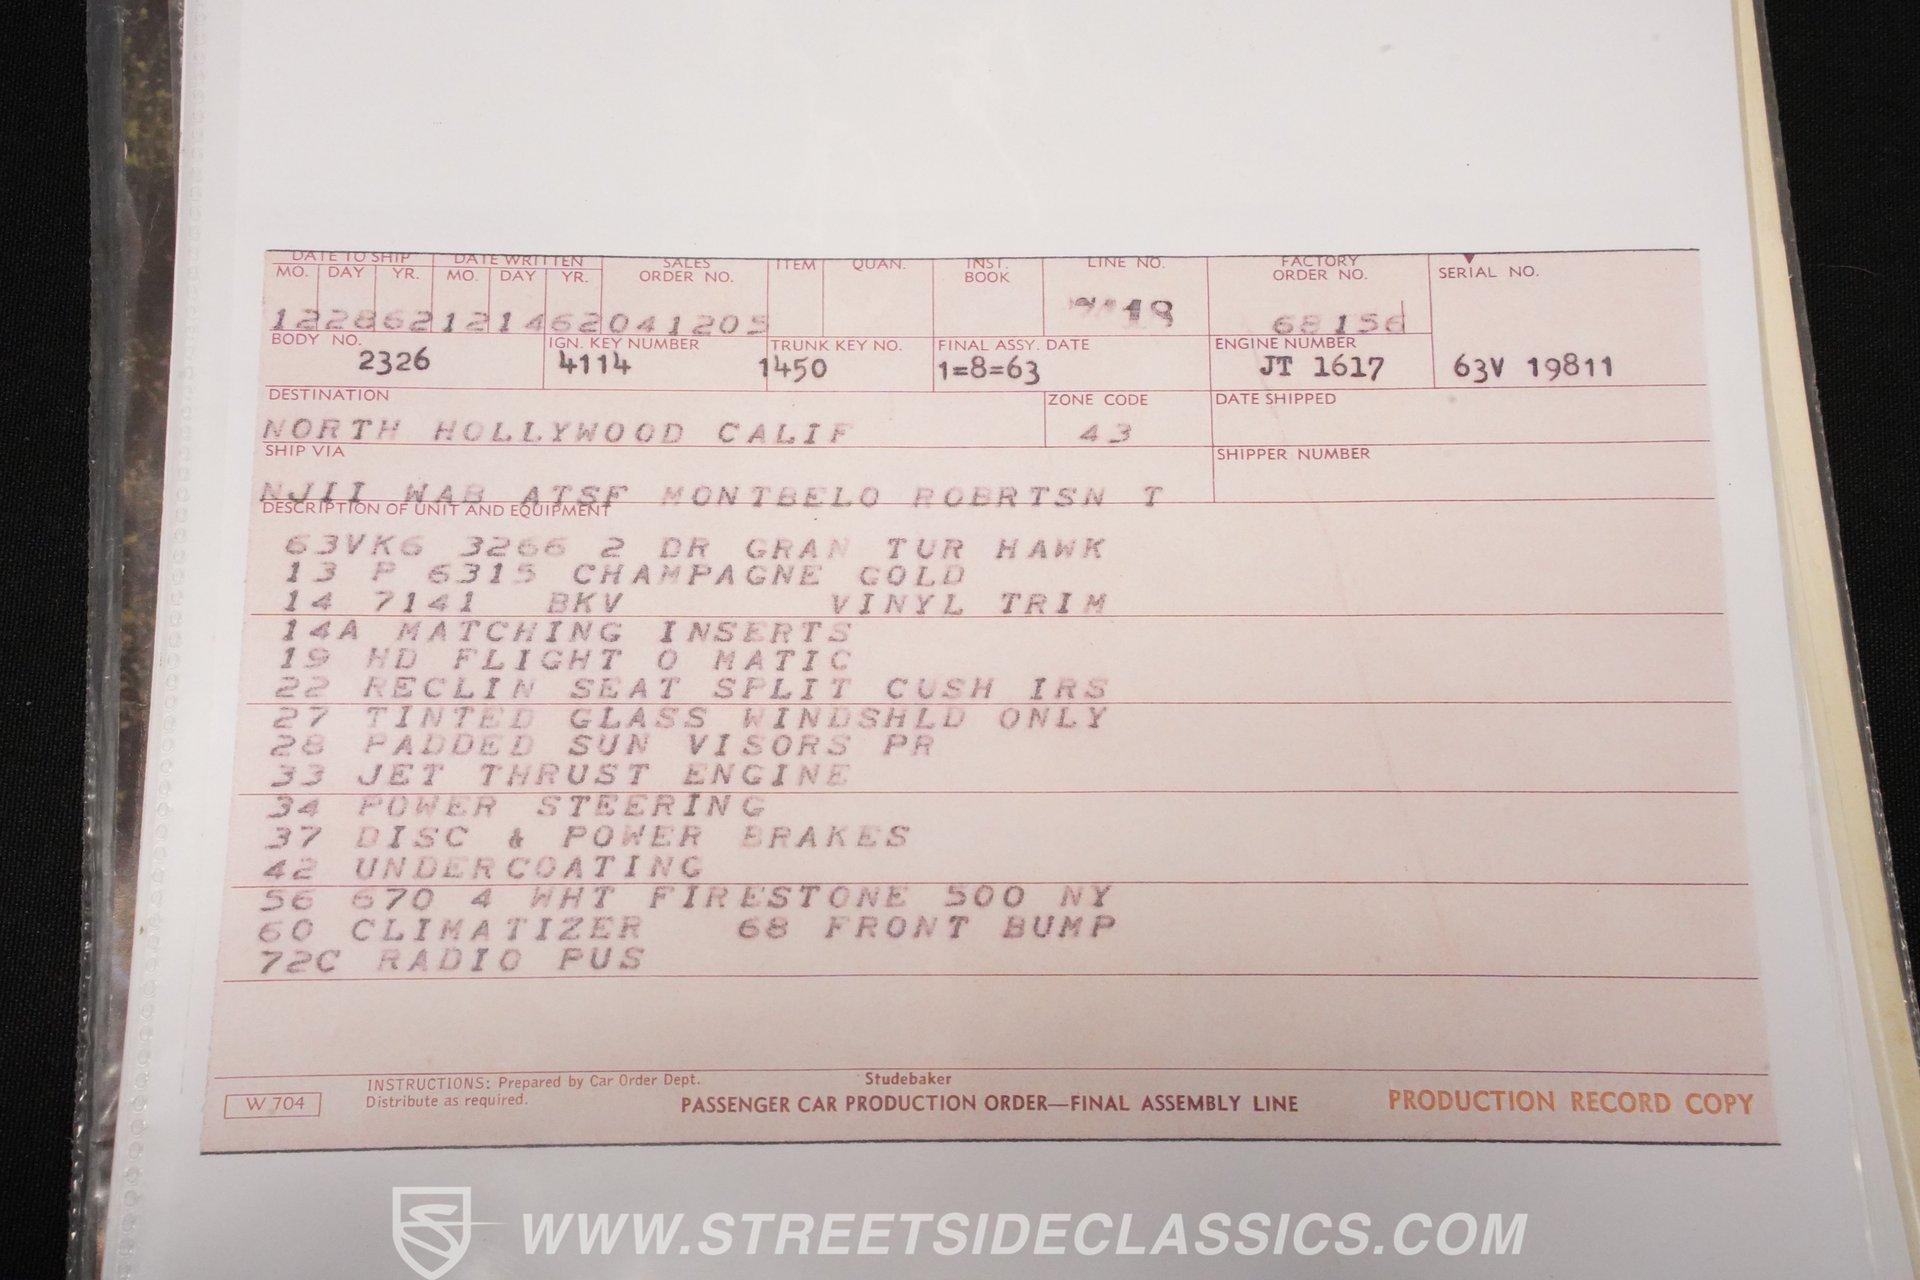 DATE TO SHIP DATE WRITTEN SALES ORDER NO. ITEM QUAN. INST. BOOK LINE NO. FACTORY ORDER NO. SERIAL NO.
MO. DAY YR. MO. DAY YR.
122862 121462 041205 68156
BODY NO. IGN. KEY NUMBER TRUNK KEY NO. FINAL ASSY. DATE ENGINE NUMBER
2326 4114 1450 1=8=63 JT 1617 63V 19811
DESTINATION ZONE CODE DATE SHIPPED
NORTH HOLLYWOOD CALIF 43
SHIP VIA SHIPPER NUMBER
NJII WAB ATSF MONTBELO ROBRTSN T
DESCRIPTION OF UNIT AND EQUIPMENT
63VK6 3266 2 DR GRAN TUR HAWK
13 P 6315 CHAMPAGNE GOLD
14 7141 BKV VINYL TRIM
14A MATCHING INSERTS
19 HD FLIGHT O MATIC
22 RECLIN SEAT SPLIT CUSH IRS
27 TINTED GLASS WINDSHLD ONLY
28 PADDED SUN VISORS PR
33 JET THRUST ENGINE
34 POWER STEERING
37 DISC & POWER BRAKES
42 UNDERCOATING
56 670 4 WHT FIRESTONE 500 NY
60 CLIMATIZER 68 FRONT BUMP
72C RADIO PUS
W 704
INSTRUCTIONS: Prepared by Car Order Dept.
Distribute as required.
Studebaker
PASSENGER CAR PRODUCTION ORDER—FINAL ASSEMBLY LINE
PRODUCTION RECORD COPY
WWW.STREETSIDECLASSICS.COM